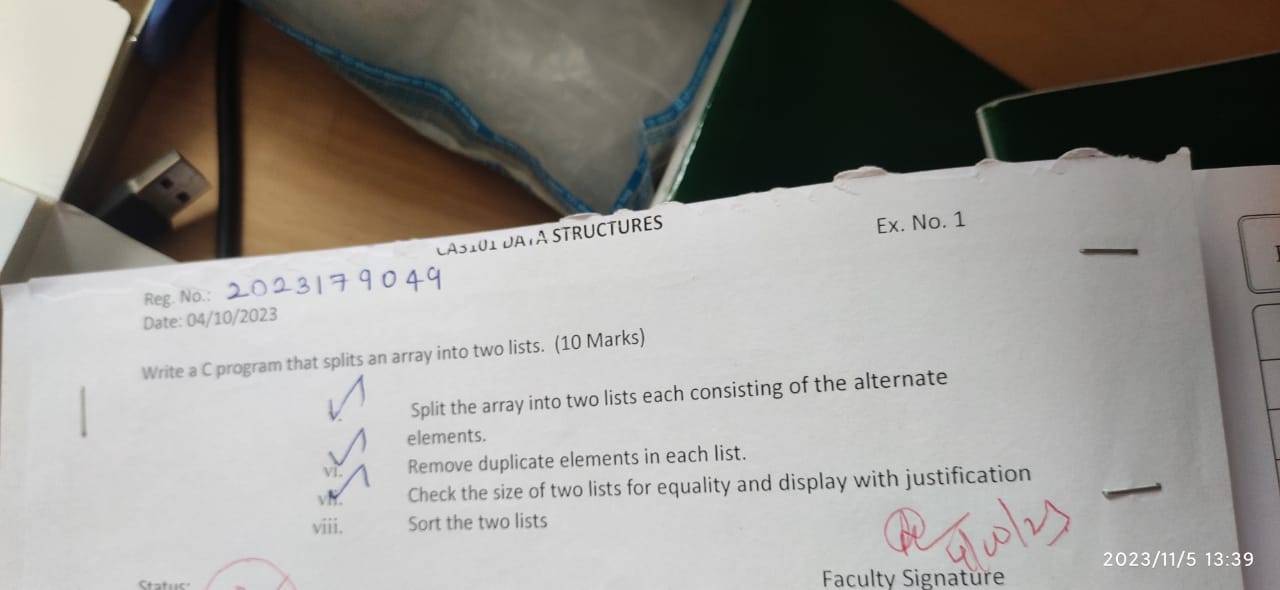 DATA STRUCTURES
Ex. No. 1
Reg. No.: 2023179049
Date: 04/10/2023
Write a C program that splits an array into two lists. (10 Marks)
Split the array into two lists each consisting of the alternate
elements.
vi. Remove duplicate elements in each list.
vii. Check the size of two lists for equality and display with justification
viii. Sort the two lists
4/10/23
Status:
Faculty Signature
2023/11/5 13:39